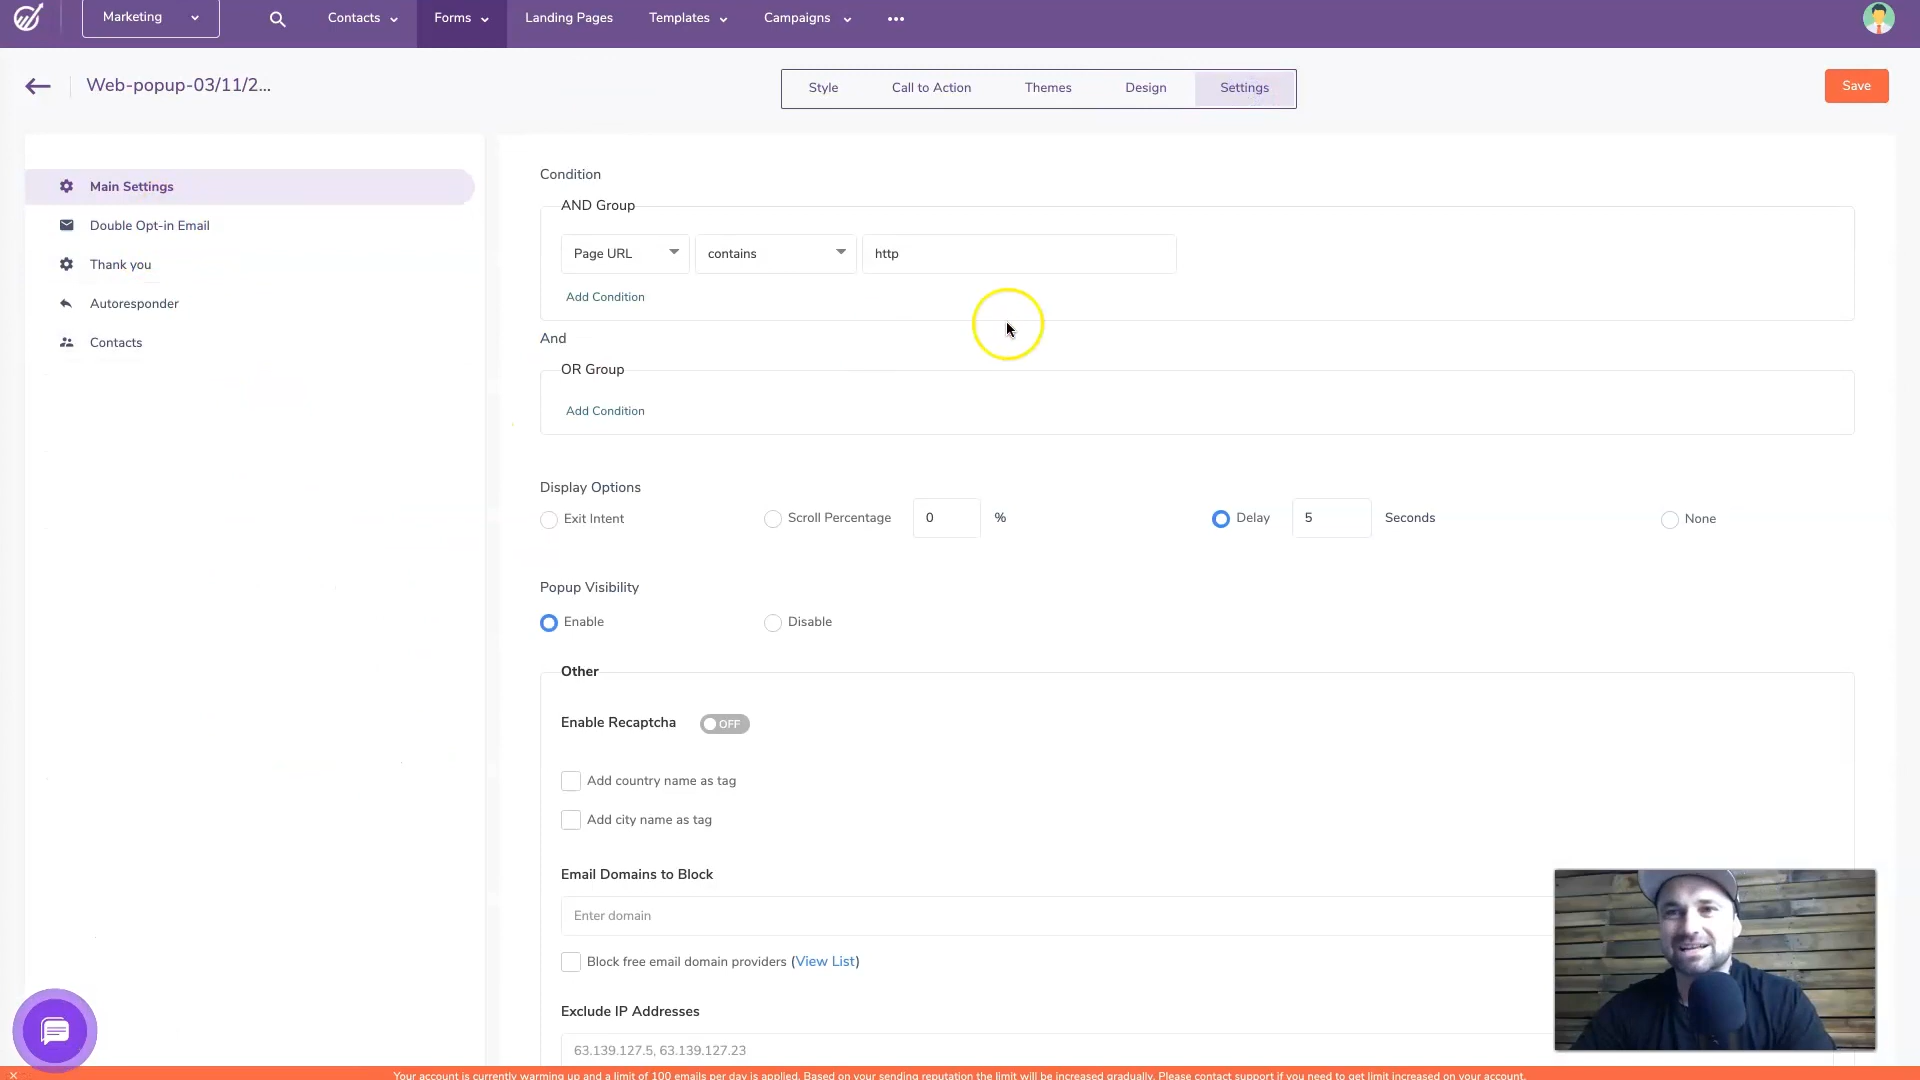 Marketing
Contacts
Forms
Landing Pages
Templates
Campaigns
Web-popup-03/11/2...
Style
Call to Action
Themes
Design
Settings
Save
Main Settings
Double Opt-in Email
Thank you
Autoresponder
Contacts
Condition
AND Group
Page URL
contains
http
Add Condition
And
OR Group
Add Condition
Display Options
Exit Intent
Scroll Percentage
0
%
Delay
5
Seconds
None
Popup Visibility
Enable
Disable
Other
Enable Recaptcha
OFF
Add country name as tag
Add city name as tag
Email Domains to Block
Enter domain
Block free email domain providers (View List)
Exclude IP Addresses
63.139.127.5, 63.139.127.23
Your account is currently warming up and a limit of 100 emails per day is applied. Based on your sending reputation the limit will be increased gradually. Please contact support if you need to get limit increased on your account.